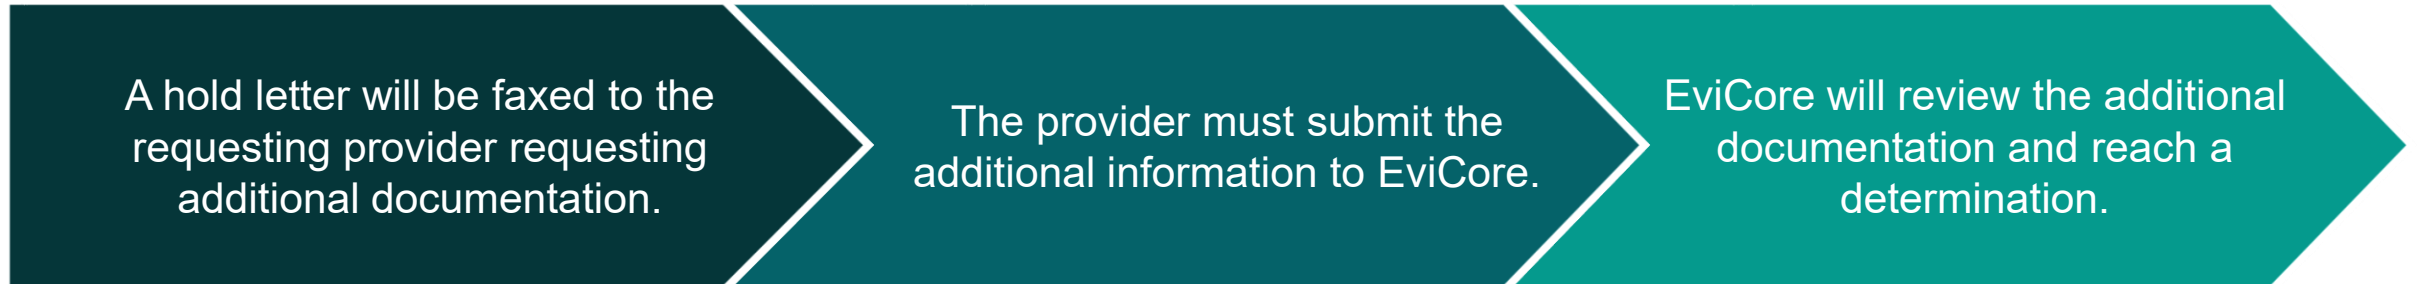 A hold letter will be faxed to the
requesting provider requesting
additional documentation.
The provider must submit the
additional information to EviCore.
EviCore will review the additional
documentation and reach a
determination.